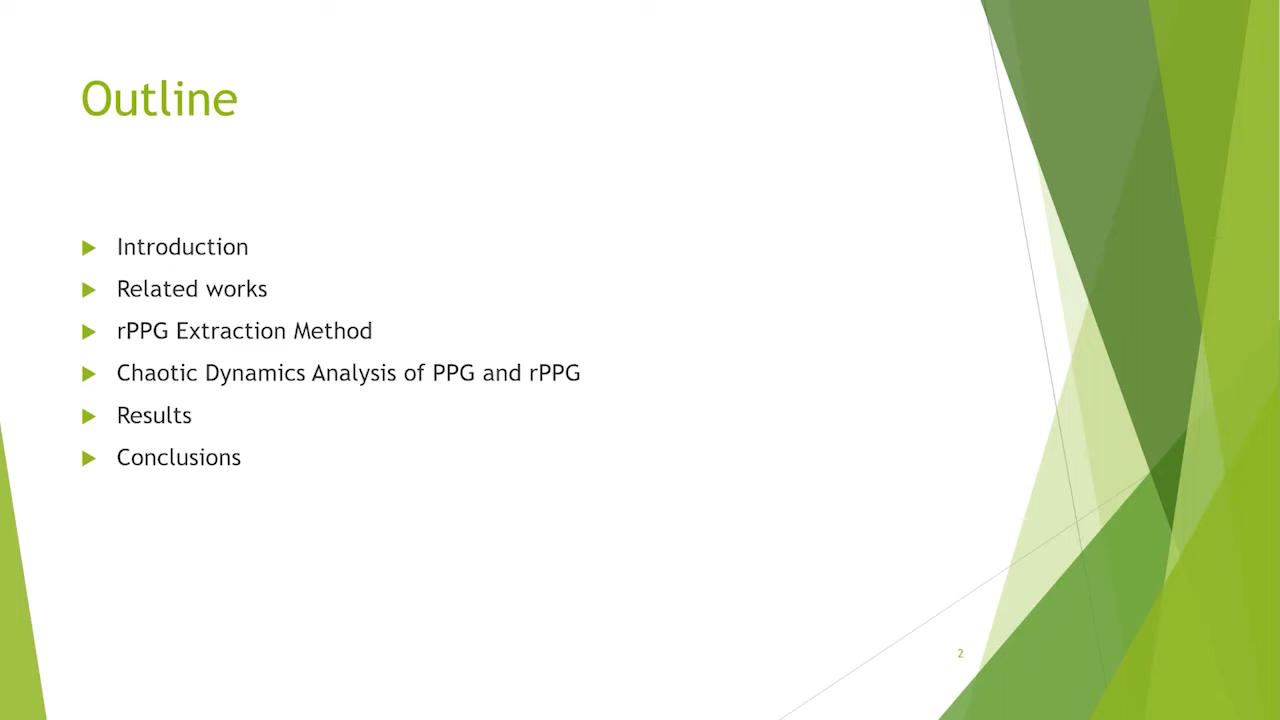 Outline
Introduction
Related works
rPPG Extraction Method
Chaotic Dynamics Analysis of PPG and rPPG
Results
Conclusions
2